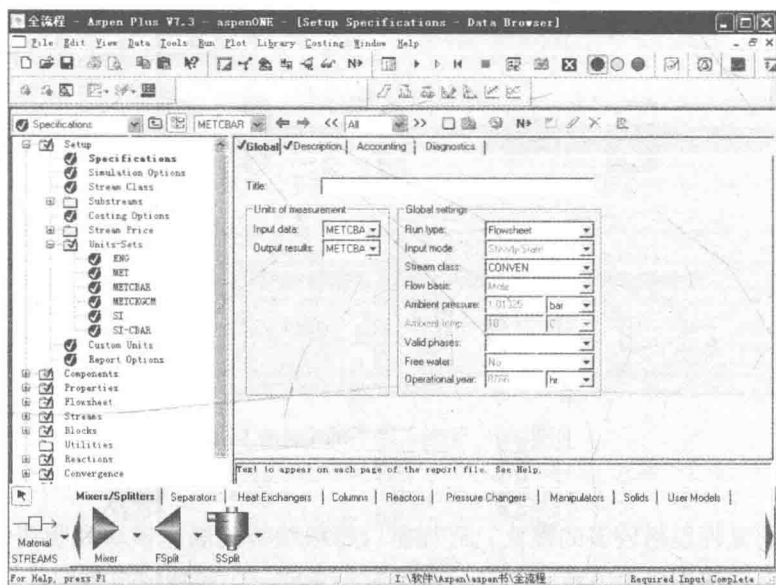 全流程 - Aspen Plus V7.3 - aspenONE - [Setup Specifications - Data Browser]
File Edit View Data Tools Run Plot Library Costing Window Help
N>
Specifications METCBAR << All >> N>
Setup
Specifications
Simulation Options
Stream Class
Substreams
Costing Options
Stream Price
Units-Sets
ENG
MET
METCBAR
METCKGCM
SI
SI-CBAR
Custom Units
Report Options
Components
Properties
Flowsheet
Streams
Blocks
Utilities
Reactions
Convergence
Global Description Accounting Diagnostics
Title:
Units of measurement
Input data: METCBA
Output results: METCBA
Global settings
Run type: Flowsheet
Input mode: Steady-State
Stream class: CONVEN
Flow basis: Mole
Ambient pressure: 1.01325 bar
Ambient temp.: 10 C
Valid phases:
Free water: No
Operational year: 8766 hr
Text to appear on each page of the report file. See Help.
Mixers/Splitters Separators Heat Exchangers Columns Reactors Pressure Changers Manipulators Solids User Models
Material
STREAMS Mixer FSplit SSplit
For Help, press F1 I:\软件\Aspen\aspen书\全流程 Required Input Complete